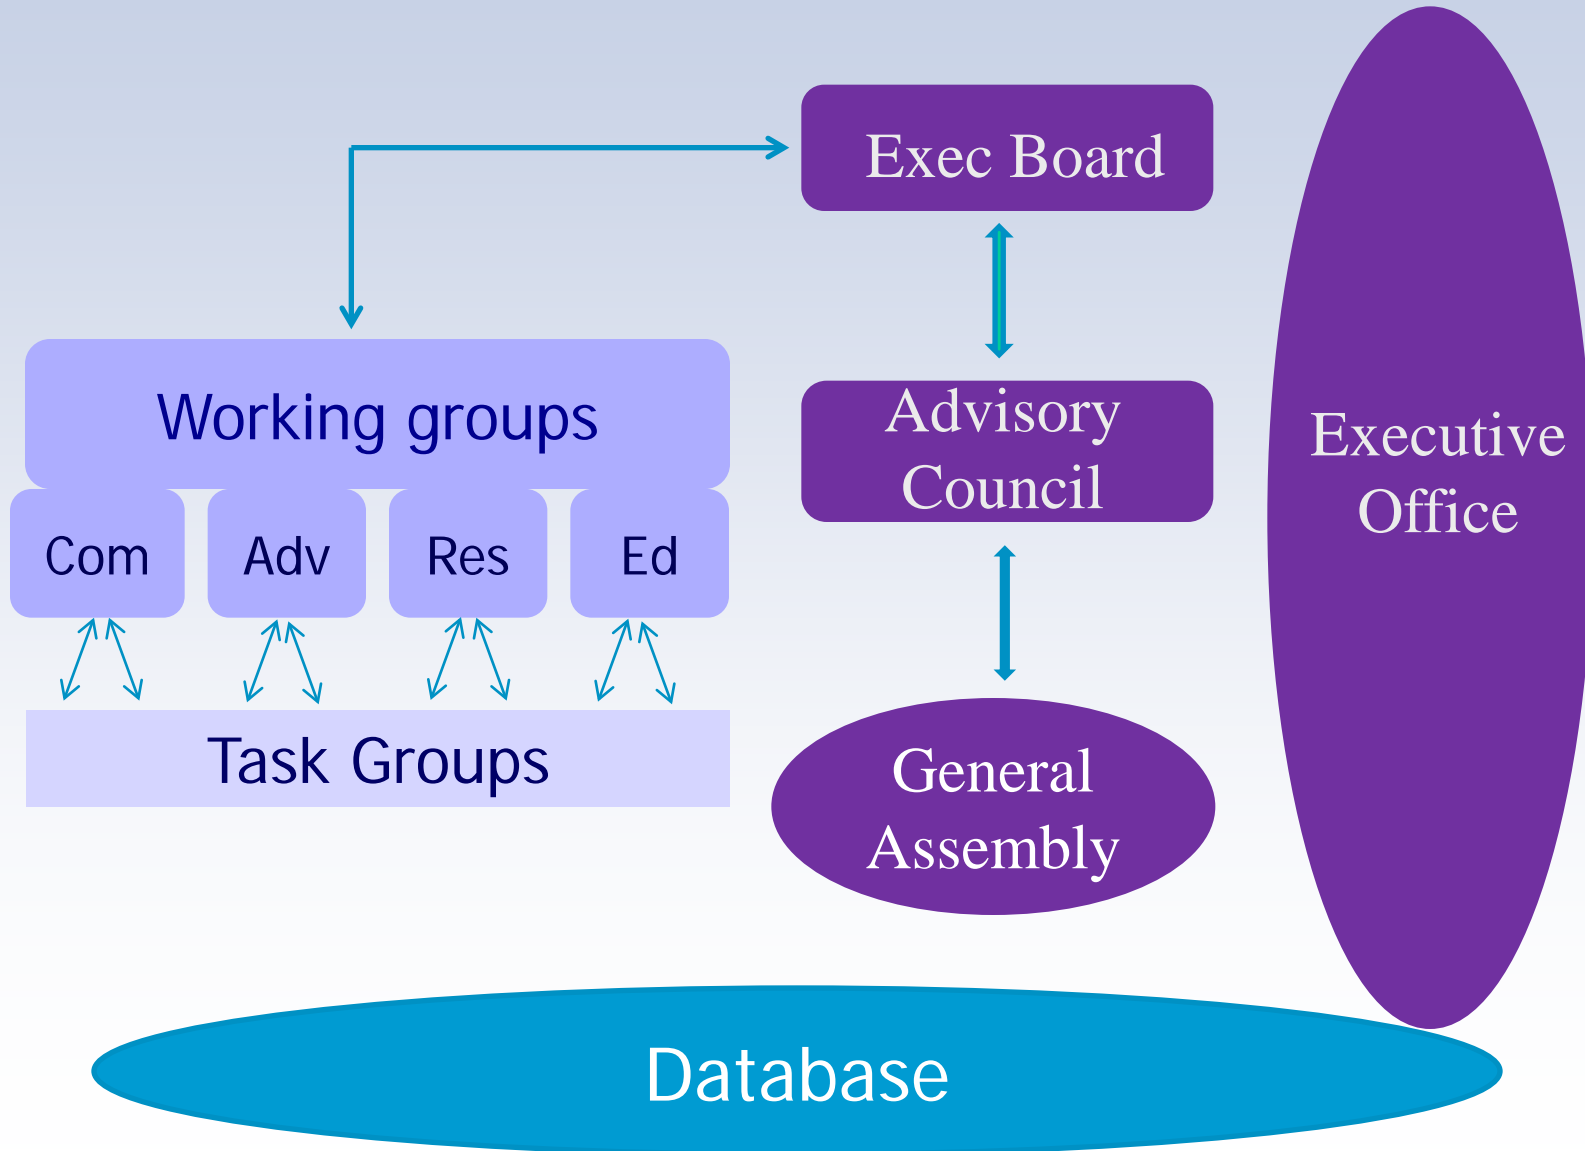 Exec Board
Working groups
Com
Adv
Res
Ed
Task Groups
Advisory
Council
General
Assembly
Executive
Office
Database